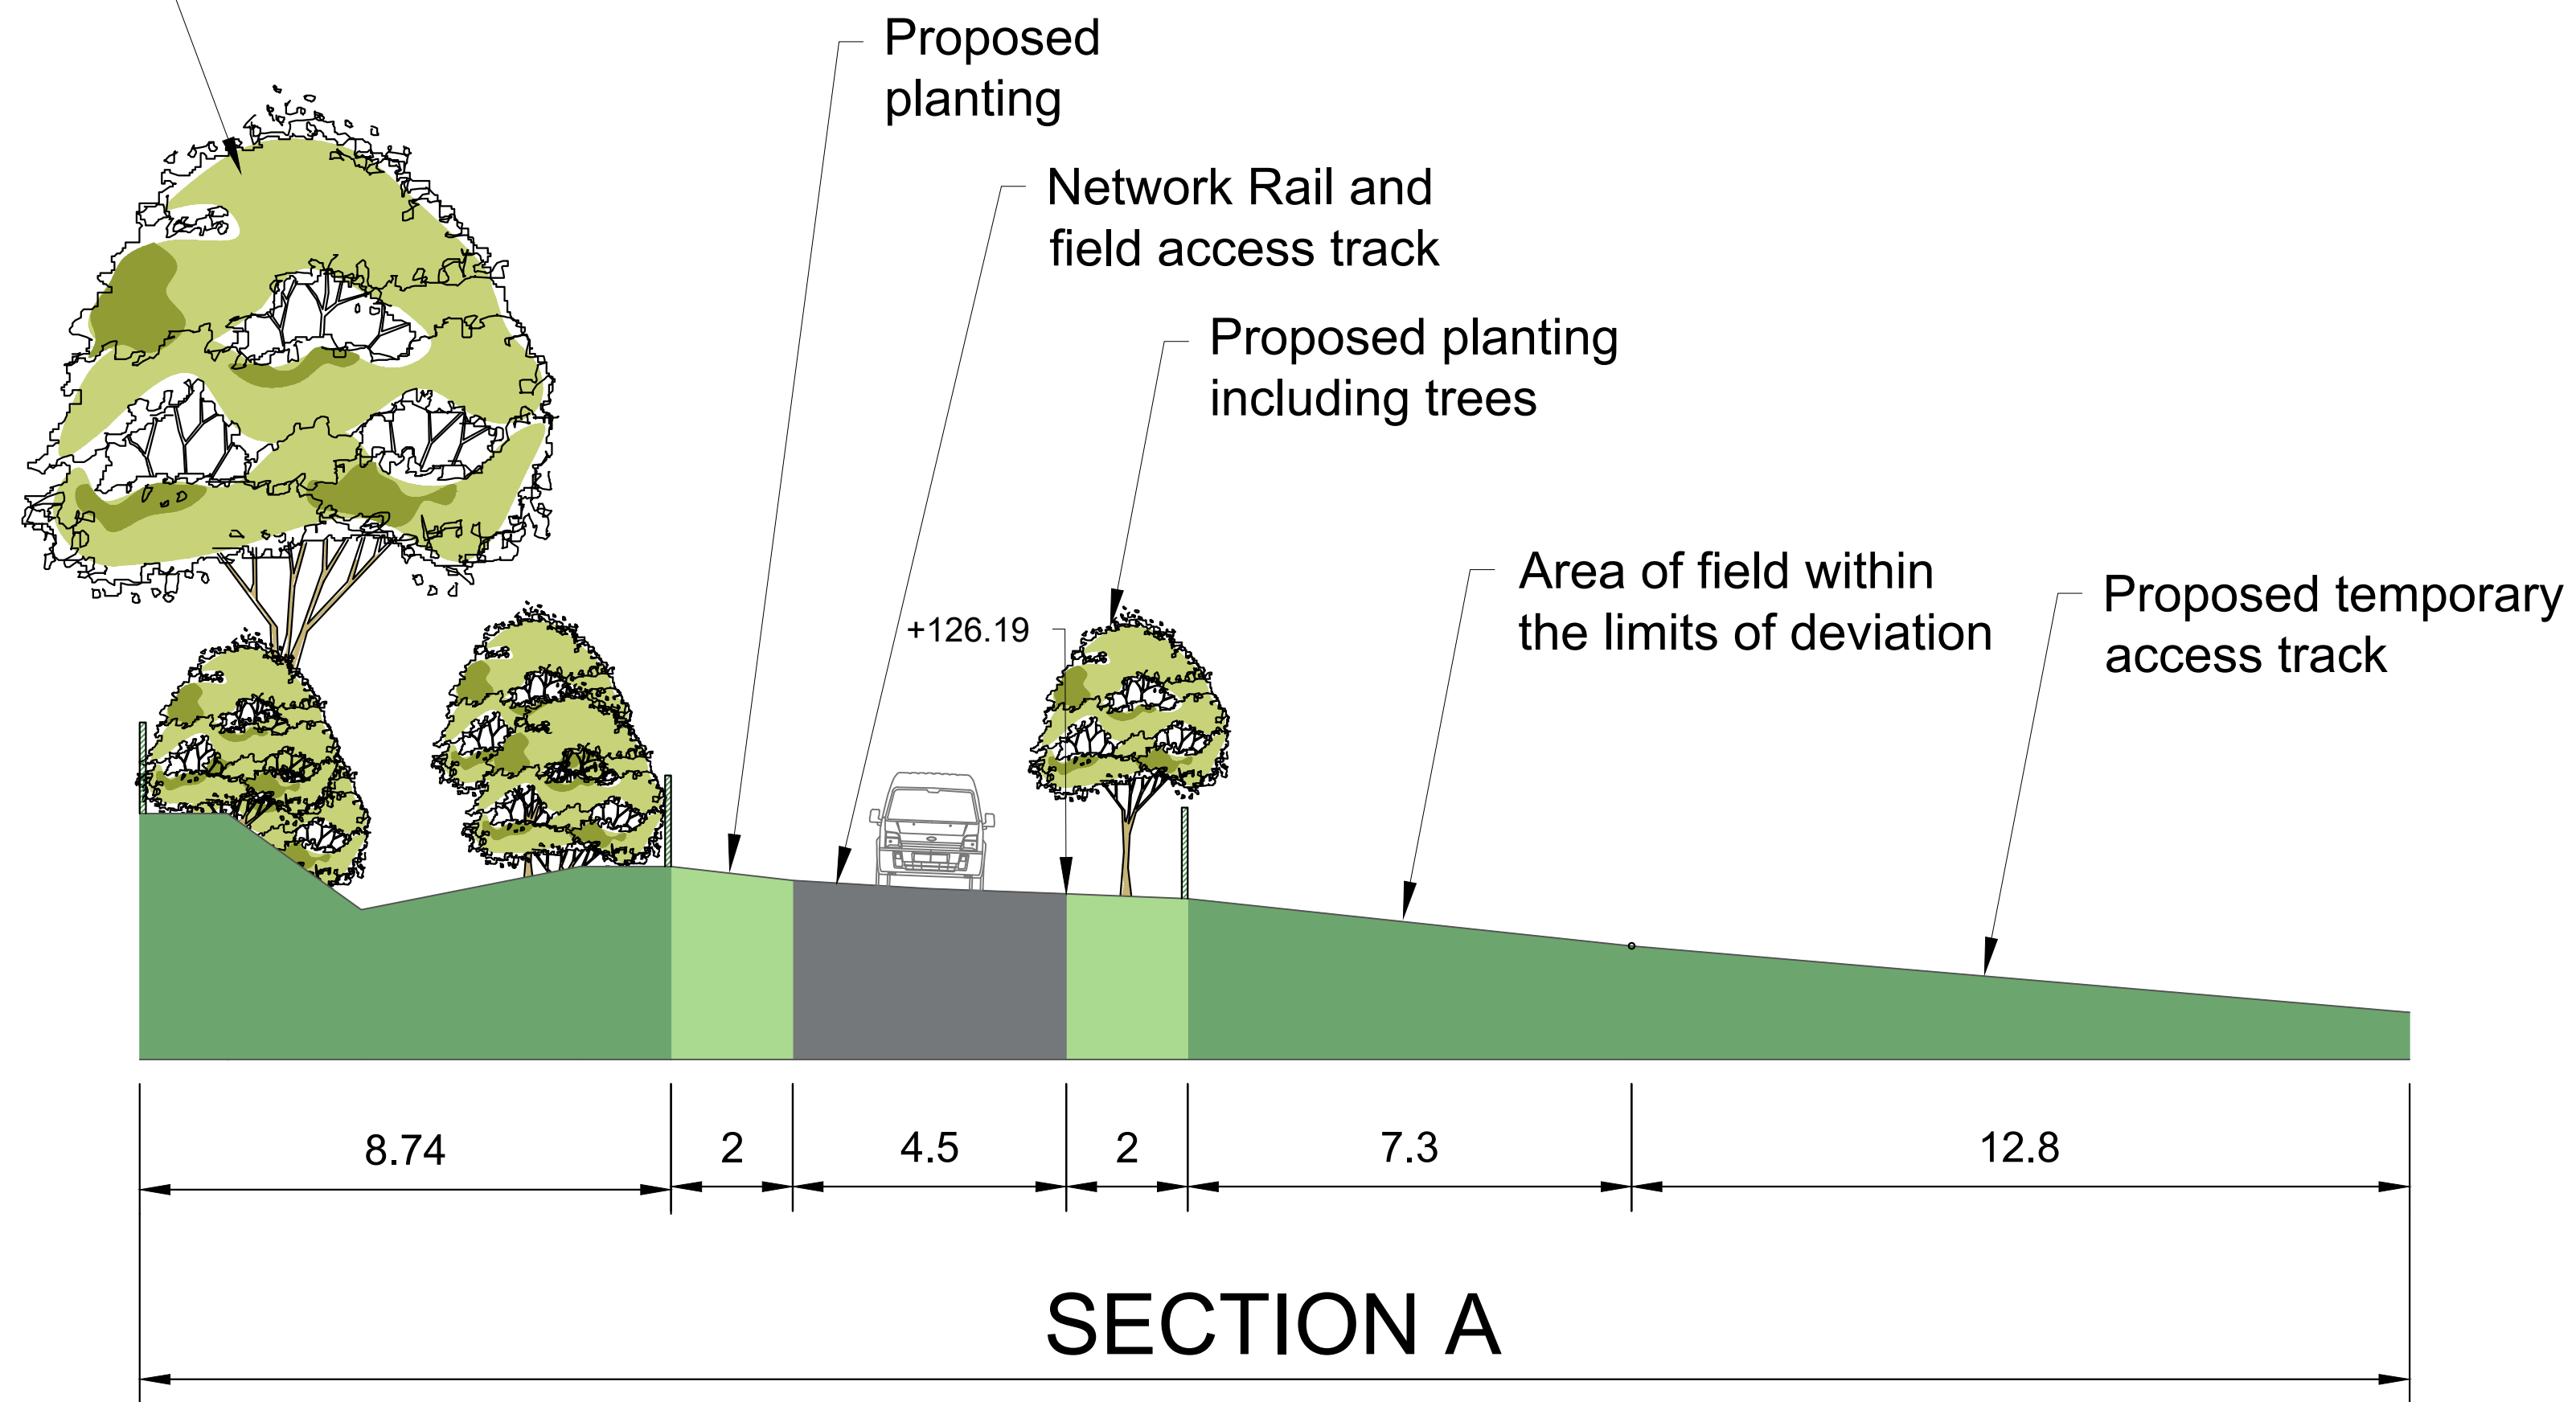 Proposed
planting
Network Rail and
field access track
Proposed planting
including trees
Area of field within
the limits of deviation
Proposed temporary
access track
+126.19
8.74
2
4.5
2
7.3
12.8
SECTION A